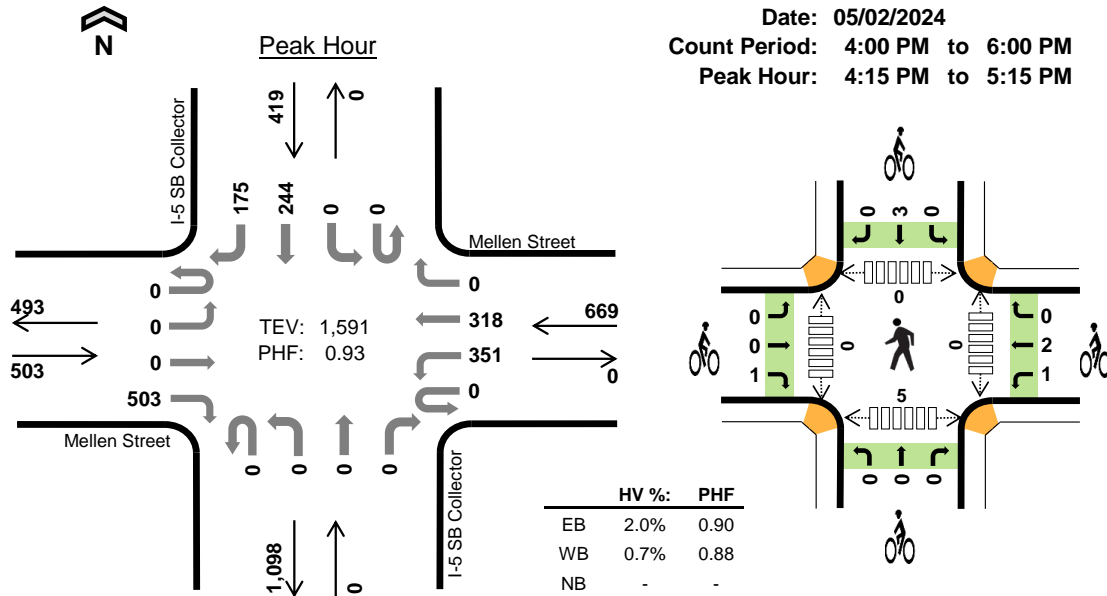 N
Peak Hour
Date: 05/02/2024
Count Period: 4:00 PM to 6:00 PM
Peak Hour: 4:15 PM to 5:15 PM
I-5 SB Collector
419
0
175
244
0
0
Mellen Street
0
0
0
503
493
503
TEV: 1,591
PHF: 0.93
0
318
351
0
669
0
Mellen Street
0
0
0
0
I-5 SB Collector
1,098
0
0
3
0
0
0
0
1
0
0
0
2
1
5
0
0
0
HV %: PHF
EB 2.0% 0.90
WB 0.7% 0.88
NB - -